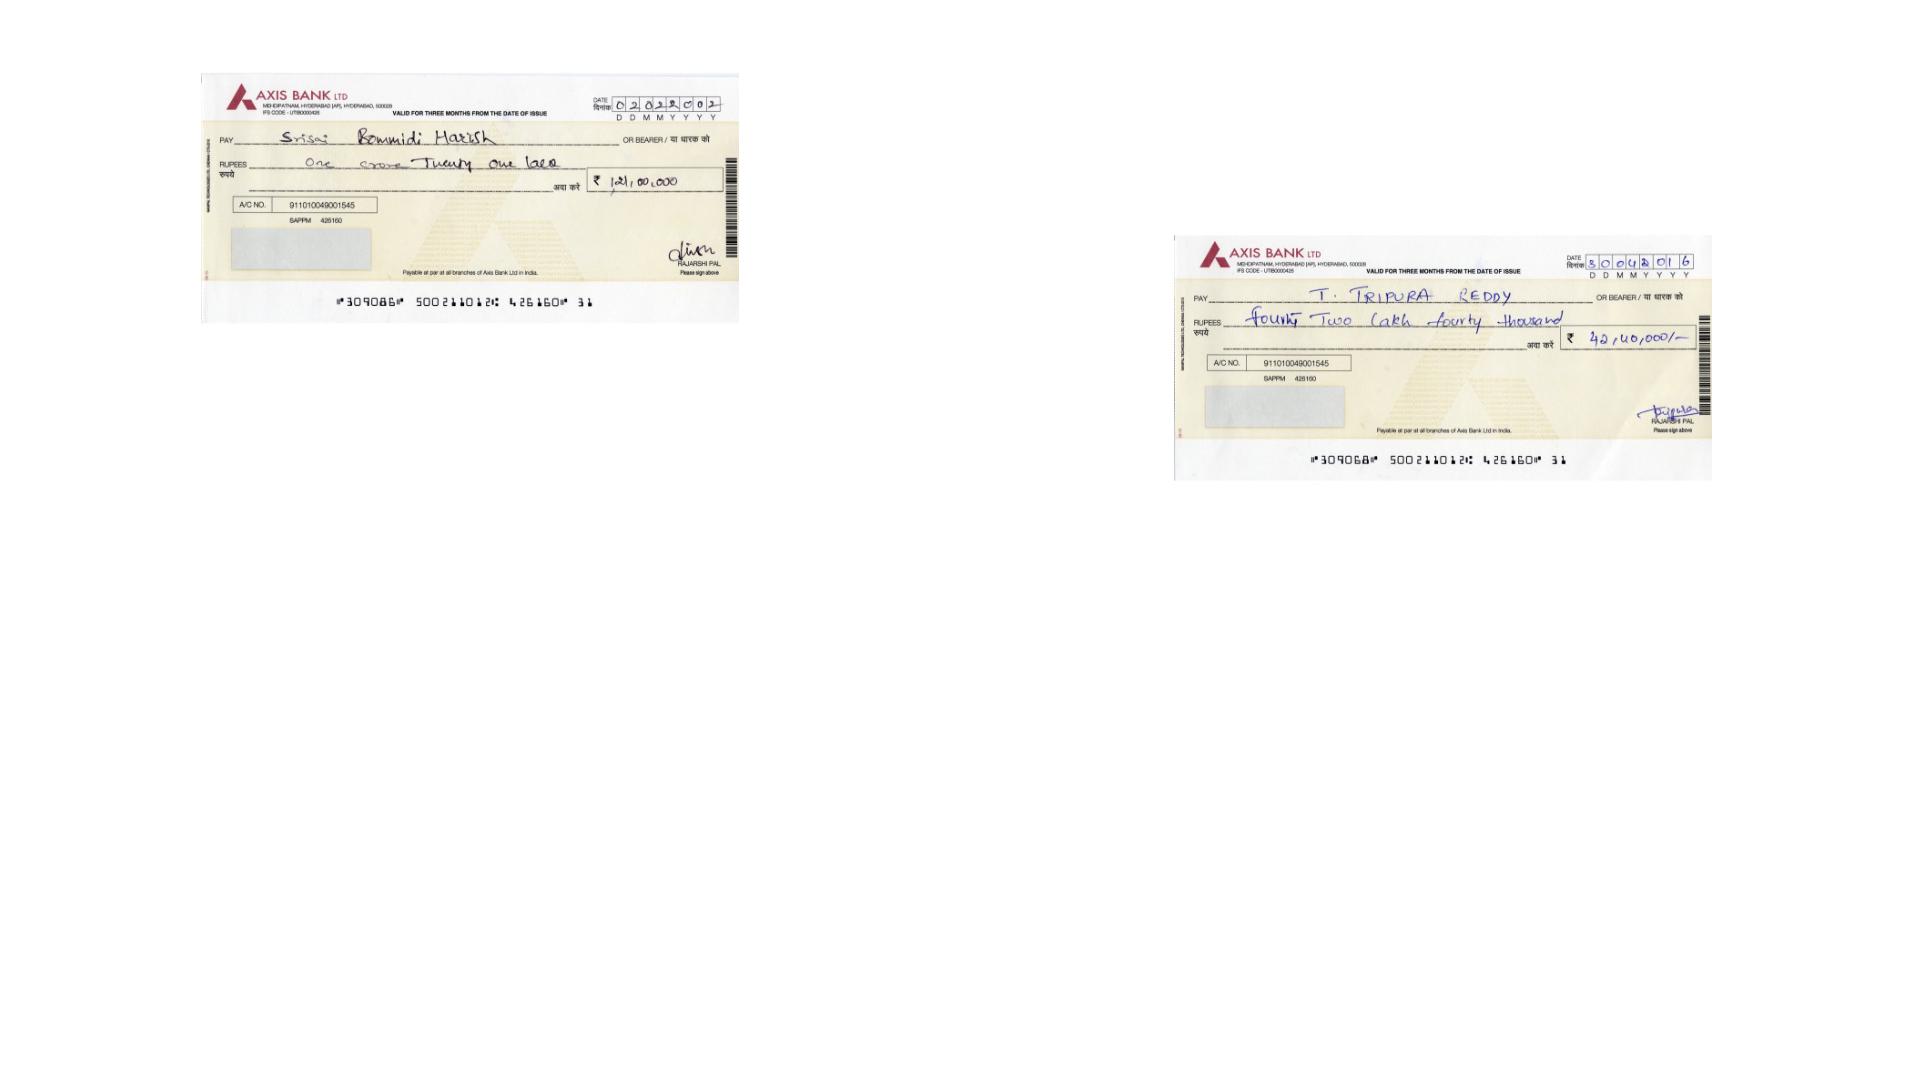 AXIS BANK LTD
MEHDIPATNAM, HYDERABAD [AP], HYDERABAD, 500028
IFS CODE - UTIB0000426
VALID FOR THREE MONTHS FROM THE DATE OF ISSUE
DATE
दिनांक 02022002
D D M M Y Y Y Y
PAY Srisai Bommidi Harish OR BEARER / या धारक को
RUPEES One crore Twenty one lacs
रुपये
अदा करें ₹ 1,21,00,000
A/C NO. 911010049001545
SAPPM 426160
RAJARSHI PAL
Payable at par at all branches of Axis Bank Ltd in India.
Please sign above
⑈309086⑈ 500211012⑆ 426160⑈ 31
AXIS BANK LTD
MEHDIPATNAM, HYDERABAD [AP], HYDERABAD, 500028
IFS CODE - UTIB0000426
VALID FOR THREE MONTHS FROM THE DATE OF ISSUE
DATE
दिनांक 30042016
D D M M Y Y Y Y
PAY T. TRIPURA REDDY OR BEARER / या धारक को
RUPEES fourty Two Lakh fourty thousand
रुपये
अदा करें ₹ 42,40,000/-
A/C NO. 911010049001545
SAPPM 426160
RAJARSHI PAL
Payable at par at all branches of Axis Bank Ltd in India.
Please sign above
⑈309068⑈ 500211012⑆ 426160⑈ 31